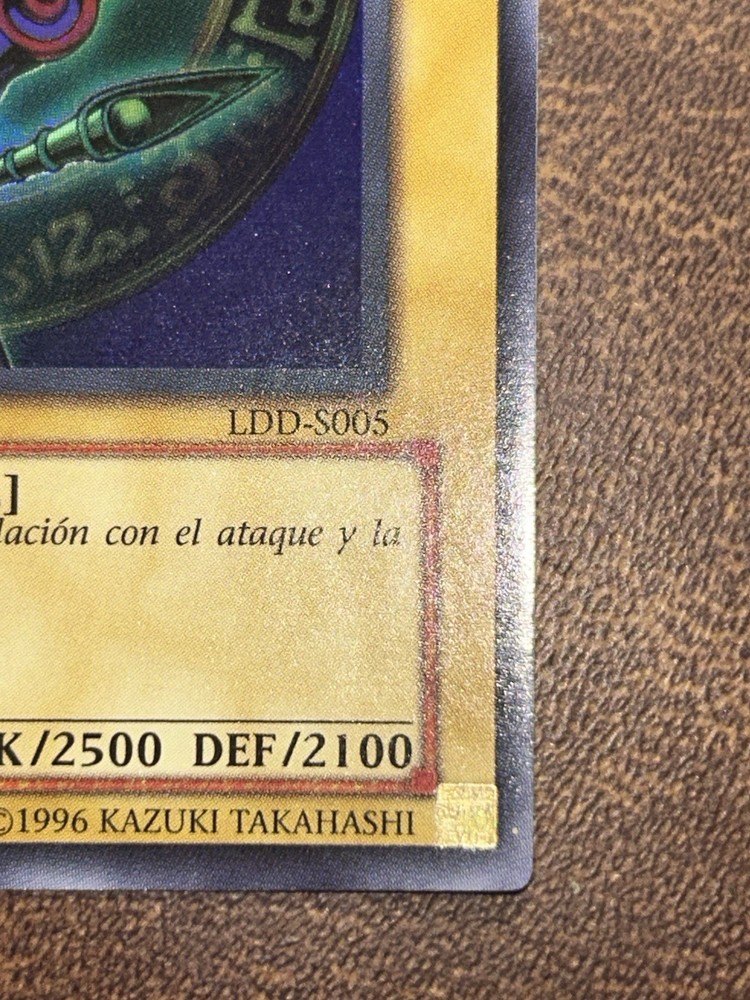 LDD-S005
]
lación con el ataque y la
K/2500 DEF/2100
©1996 KAZUKI TAKAHASHI